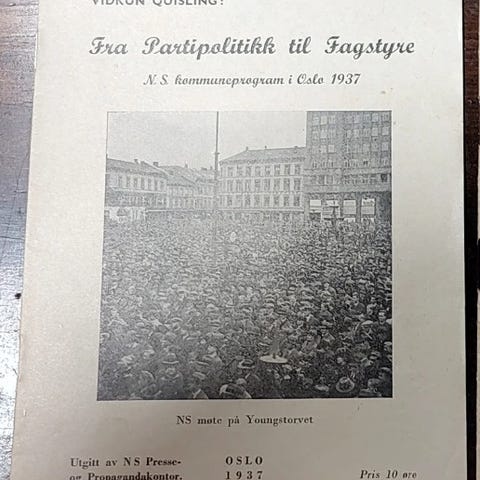 VIDKUN QUISLING:
Fra Partipolitikk til Fagstyre
N. S. kommuneprogram i Oslo 1937
NS møte på Youngstorvet
Utgitt av NS Presse-
og Propagandakontor.
OSLO
1937
Pris 10 øre